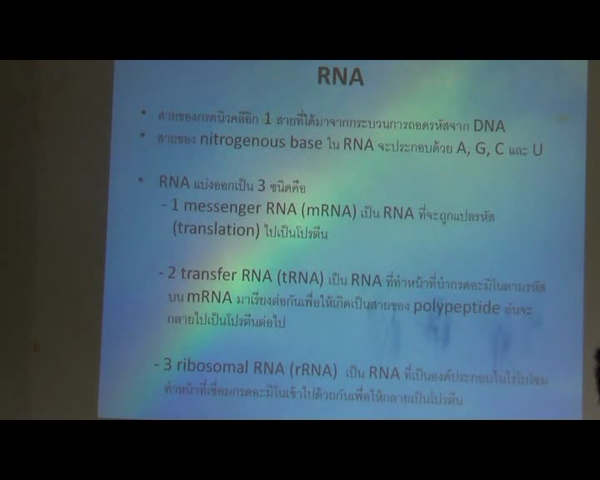 RNA
• สายของกรดนิวคลีอิก 1 สายที่ได้มาจากกระบวนการถอดรหัสจาก DNA
• สายของ nitrogenous base ใน RNA จะประกอบด้วย A, G, C และ U
• RNA แบ่งออกเป็น 3 ชนิดคือ
- 1 messenger RNA (mRNA) เป็น RNA ที่จะถูกแปลรหัส
(translation) ไปเป็นโปรตีน
- 2 transfer RNA (tRNA) เป็น RNA ที่ทำหน้าที่นำกรดอะมิโนตามรหัส
บน mRNA มาเรียงต่อกันเพื่อให้เกิดเป็นสายของ polypeptide อันจะ
กลายไปเป็นโปรตีนต่อไป
- 3 ribosomal RNA (rRNA) เป็น RNA ที่เป็นองค์ประกอบในไรโบโซม
ทำหน้าที่เชื่อมกรดอะมิโนเข้าไปด้วยกันเพื่อให้กลายเป็นโปรตีน